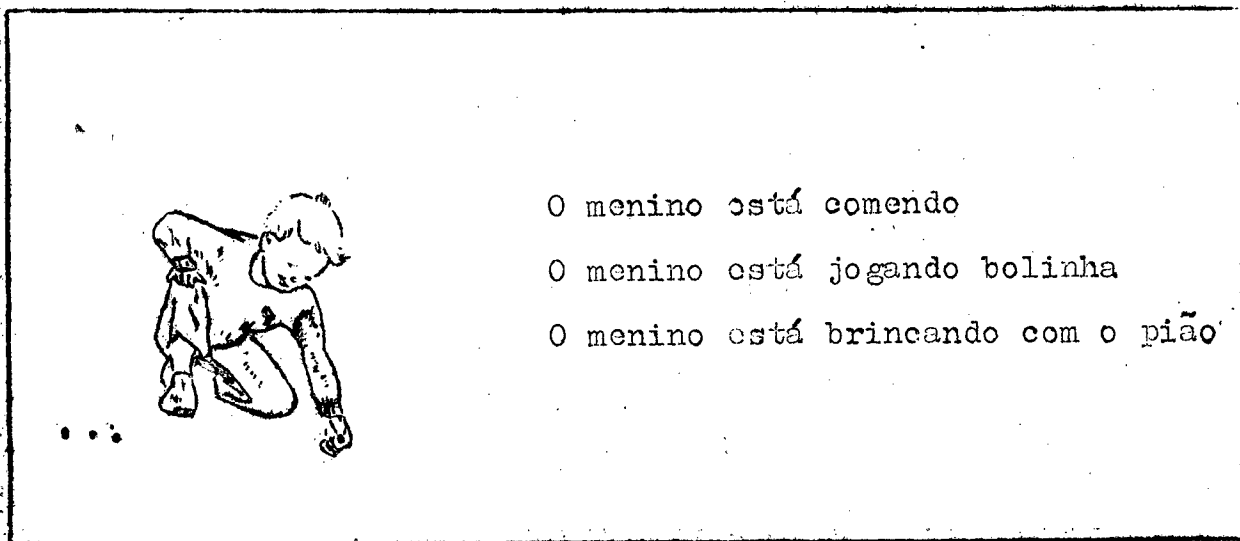 O menino está comendo
O menino está jogando bolinha
O menino está brincando com o pião